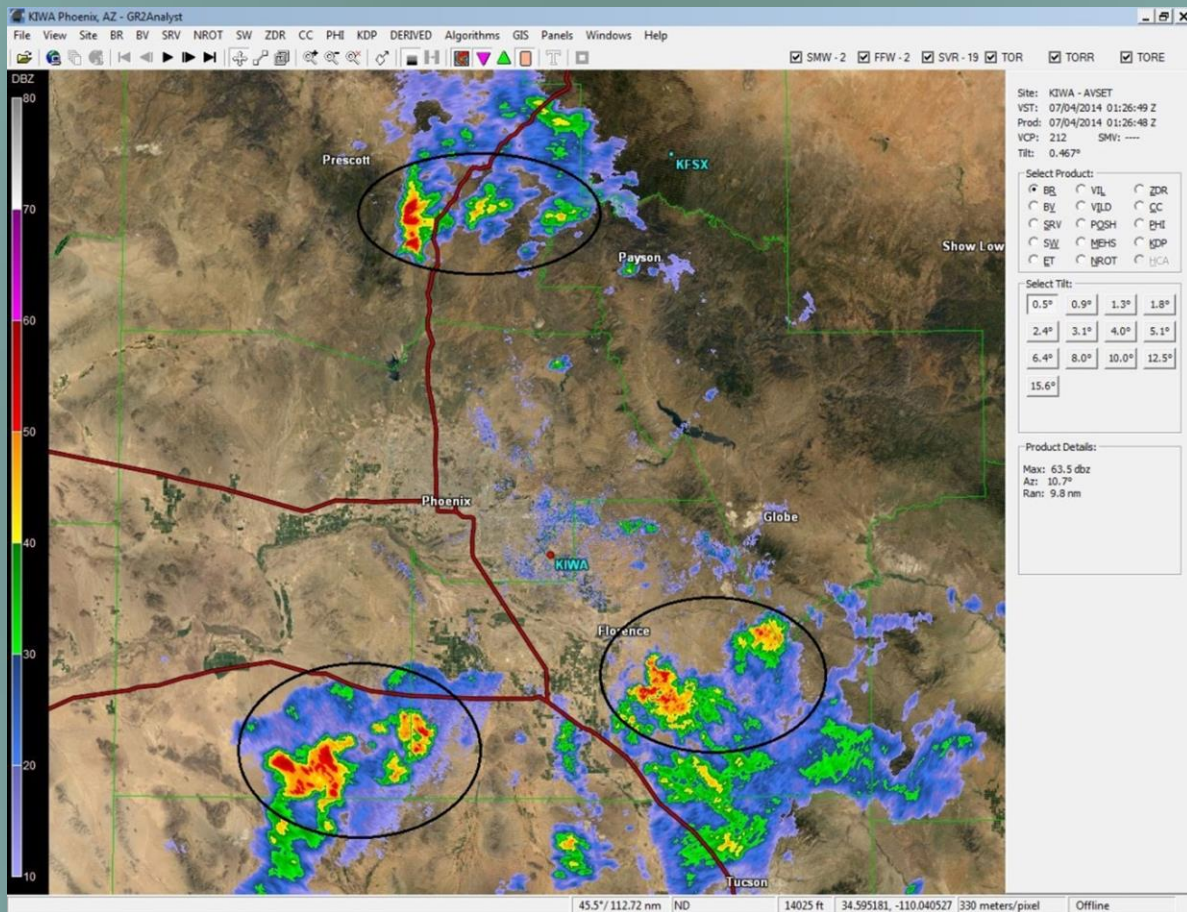 KIWA Phoenix, AZ - GR2Analyst
File View Site BR BV SRV NROT SW ZDR CC PHI KDP DERIVED Algorithms GIS Panels Windows Help
SMW - 2 FFW - 2 SVR - 19 TOR TORR TORE
DBZ
80
70
60
50
40
30
20
10
Prescott
KFSX
Payson
Show Low
Phoenix
Globe
KIWA
Florence
Tucson
Site: KIWA - AVSET
VST: 07/04/2014 01:26:49 Z
Prod: 07/04/2014 01:26:48 Z
VCP: 212 SMV: ----
Tilt: 0.467°
Select Product:
BR VIL ZDR
BV VILD CC
SRV POSH PHI
SW MEHS KDP
ET NROT HCA
Select Tilt:
0.5° 0.9° 1.3° 1.8°
2.4° 3.1° 4.0° 5.1°
6.4° 8.0° 10.0° 12.5°
15.6°
Product Details:
Max: 63.5 dbz
Az: 10.7°
Ran: 9.8 nm
45.5°/ 112.72 nm ND 14025 ft 34.595181, -110.040527 330 meters/pixel Offline